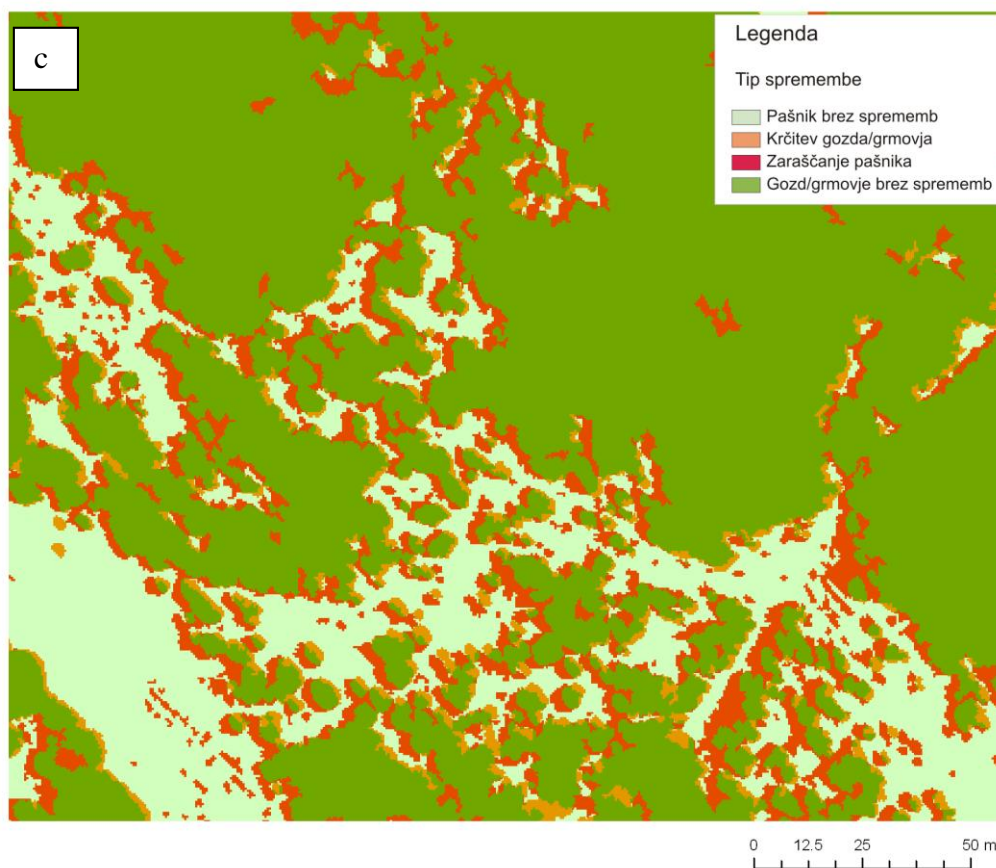 c
Legenda
Tip spremembe
Pašnik brez sprememb
Krčitev gozda/grmovja
Zaraščanje pašnika
Gozd/grmovje brez sprememb
0 12.5 25 50 m